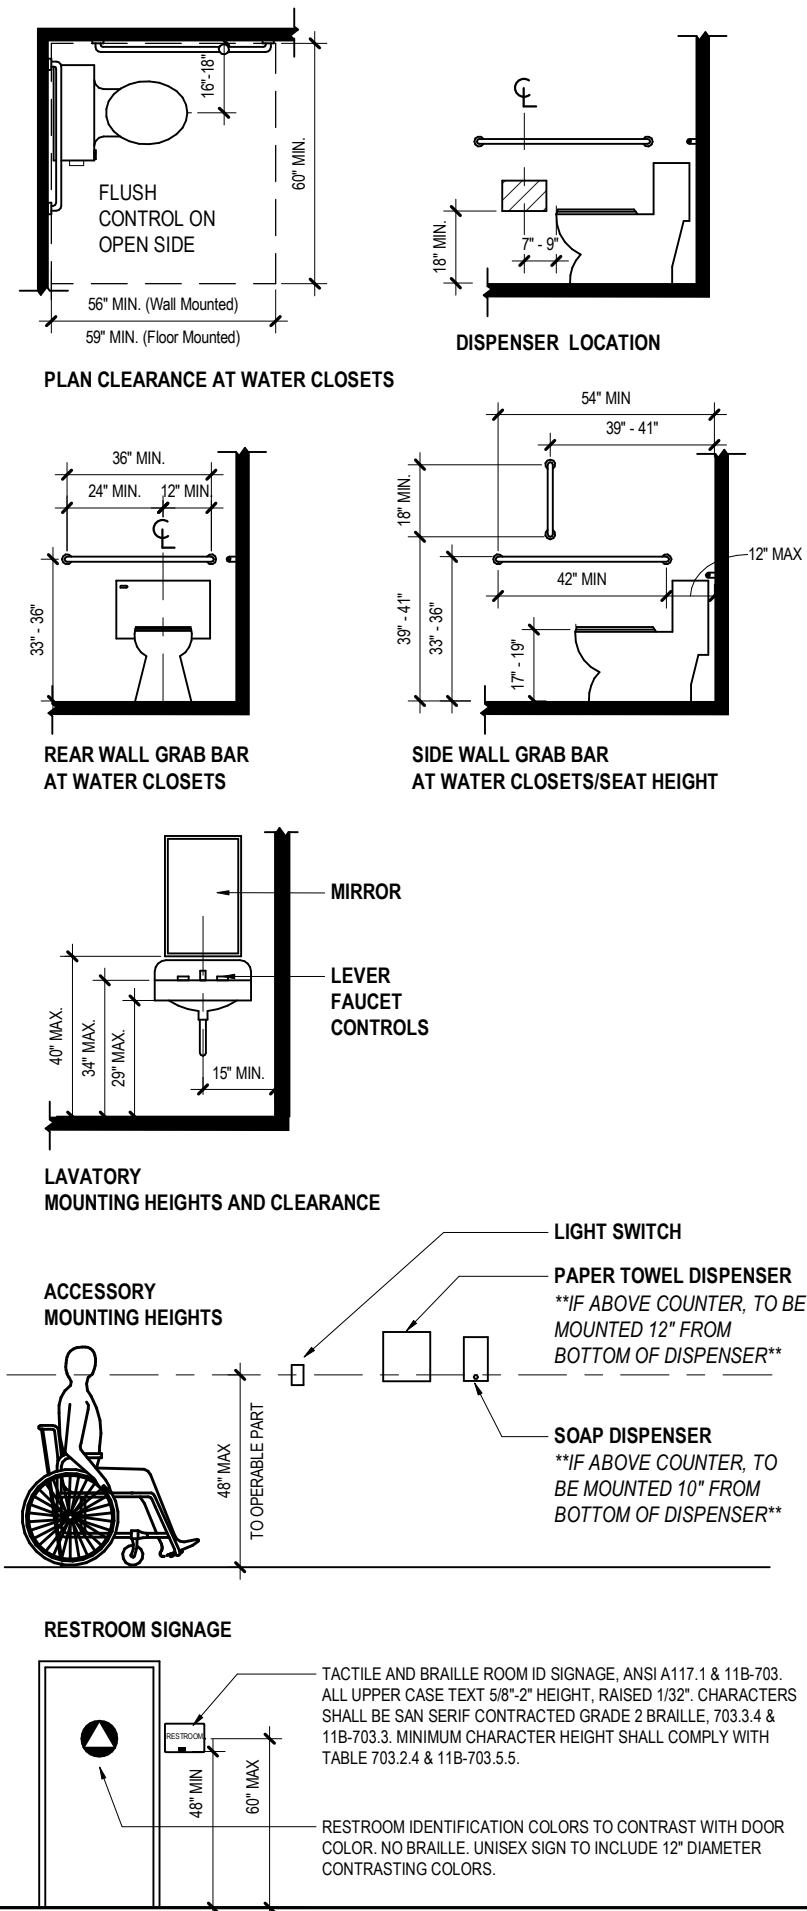 16"-18"
60" MIN.
FLUSH
CONTROL ON
OPEN SIDE
56" MIN. (Wall Mounted)
59" MIN. (Floor Mounted)
PLAN CLEARANCE AT WATER CLOSETS
CL
18" MIN.
7" - 9"
DISPENSER LOCATION
36" MIN.
24" MIN.
12" MIN.
CL
33" - 36"
REAR WALL GRAB BAR
AT WATER CLOSETS
54" MIN
39" - 41"
18" MIN.
12" MAX
42" MIN
39" - 41"
33" - 36"
17" - 19"
SIDE WALL GRAB BAR
AT WATER CLOSETS/SEAT HEIGHT
MIRROR
LEVER
FAUCET
CONTROLS
40" MAX.
34" MAX.
29" MAX.
15" MIN.
LAVATORY
MOUNTING HEIGHTS AND CLEARANCE
LIGHT SWITCH
PAPER TOWEL DISPENSER
**IF ABOVE COUNTER, TO BE
MOUNTED 12" FROM
BOTTOM OF DISPENSER**
ACCESSORY
MOUNTING HEIGHTS
48" MAX
TO OPERABLE PART
SOAP DISPENSER
**IF ABOVE COUNTER, TO
BE MOUNTED 10" FROM
BOTTOM OF DISPENSER**
RESTROOM SIGNAGE
RESTROOM
48" MIN
60" MAX
TACTILE AND BRAILLE ROOM ID SIGNAGE, ANSI A117.1 & 11B-703.
ALL UPPER CASE TEXT 5/8"-2" HEIGHT, RAISED 1/32". CHARACTERS
SHALL BE SAN SERIF CONTRACTED GRADE 2 BRAILLE, 703.3.4 &
11B-703.3. MINIMUM CHARACTER HEIGHT SHALL COMPLY WITH
TABLE 703.2.4 & 11B-703.5.5.
RESTROOM IDENTIFICATION COLORS TO CONTRAST WITH DOOR
COLOR. NO BRAILLE. UNISEX SIGN TO INCLUDE 12" DIAMETER
CONTRASTING COLORS.